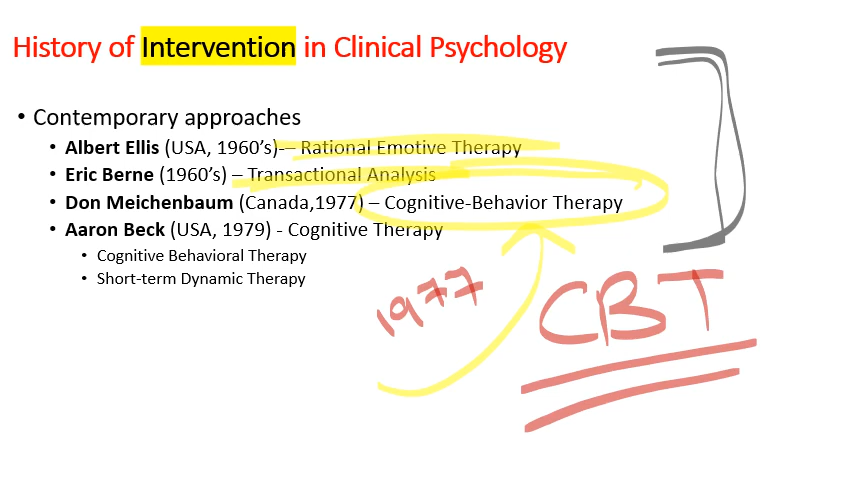 History of Intervention in Clinical Psychology
• Contemporary approaches
• Albert Ellis (USA, 1960’s)-– Rational Emotive Therapy
• Eric Berne (1960’s) – Transactional Analysis
• Don Meichenbaum (Canada,1977) – Cognitive-Behavior Therapy
• Aaron Beck (USA, 1979) - Cognitive Therapy
• Cognitive Behavioral Therapy
• Short-term Dynamic Therapy
1977
CBT